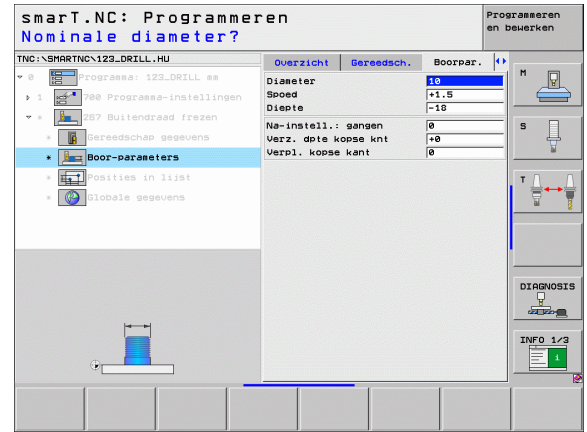 smarT.NC: Programmeren
Nominale diameter?
Programmeren
en bewerken
TNC:\SMARTNC\123_DRILL.HU
0 Programma: 123_DRILL mm
1 700 Programma-instellingen
* 287 Buitendraad frezen
* Gereedschap gegevens
* Boor-parameters
* Posities in lijst
* Globale gegevens
Overzicht Gereedsch. Boorpar.
Diameter 10
Spoed +1.5
Diepte -18
Na-instell.: gangen 0
Verz. dpte kopse knt +0
Verpl. kopse kant 0
M
S
T
DIAGNOSIS
INFO 1/3
i